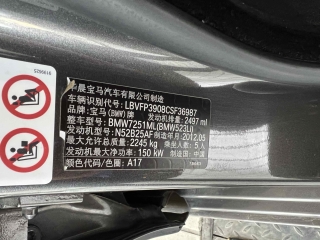 华晨宝马汽车有限公司制造
车辆识别代号: LBVFP3908CSF36987
品牌: 宝马(BMW)牌 发动机排量: 2497 ml
整车型号: BMW7251ML(BMW523Li)
发动机型号: N52B25AF 制造年月: 2012.05
最大允许总质量: 2245 kg 乘坐人数: 5 人
发动机最大净功率: 150 kW 制造国: 中国
颜色代码/色圈: A17